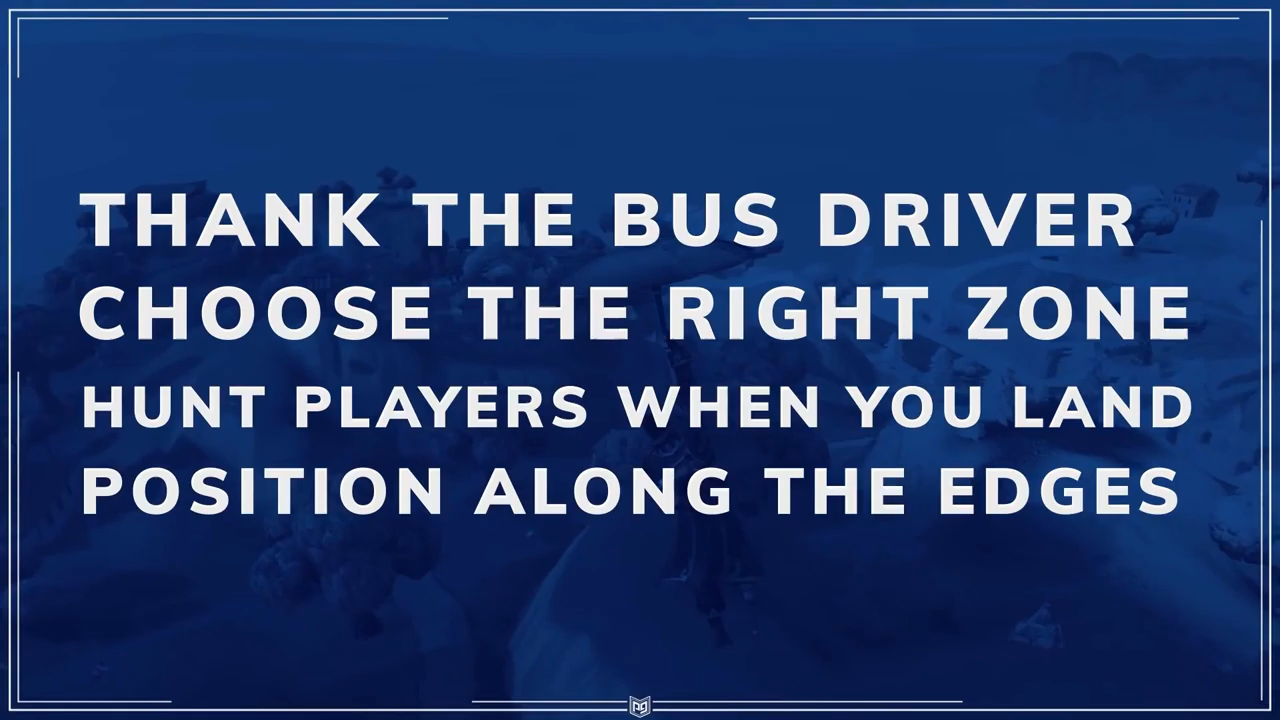 THANK THE BUS DRIVER
CHOOSE THE RIGHT ZONE
HUNT PLAYERS WHEN YOU LAND
POSITION ALONG THE EDGES